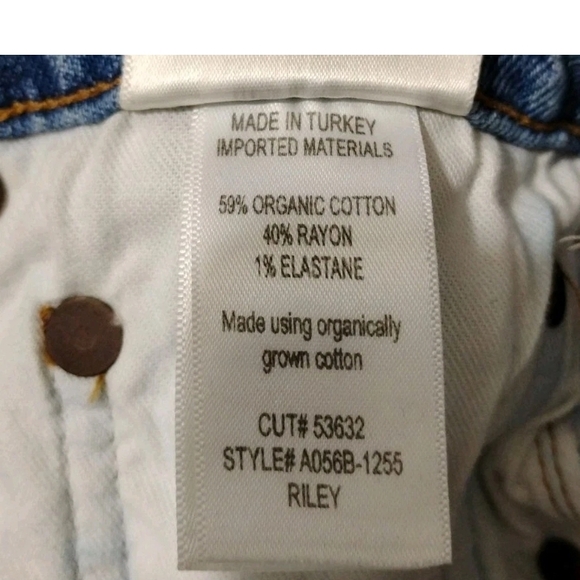 MADE IN TURKEY
IMPORTED MATERIALS
59% ORGANIC COTTON
40% RAYON
1% ELASTANE
Made using organically
grown cotton
CUT# 53632
STYLE# A056B-1255
RILEY